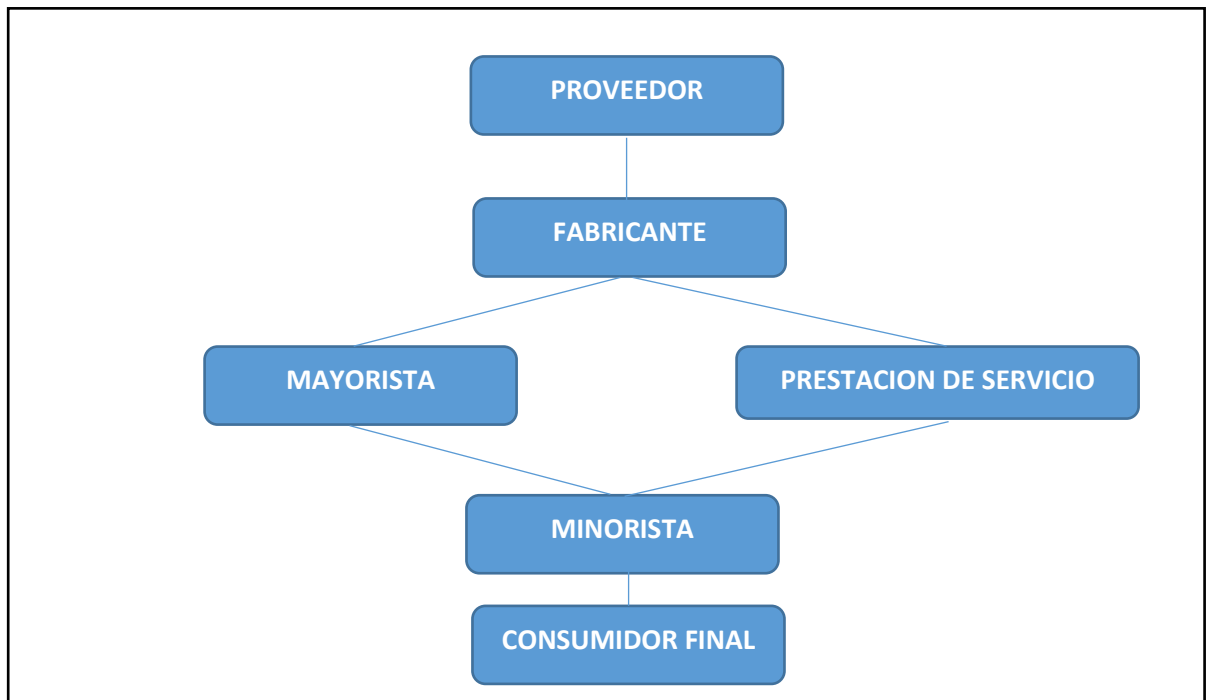 PROVEEDOR
FABRICANTE
MAYORISTA
PRESTACION DE SERVICIO
MINORISTA
CONSUMIDOR FINAL